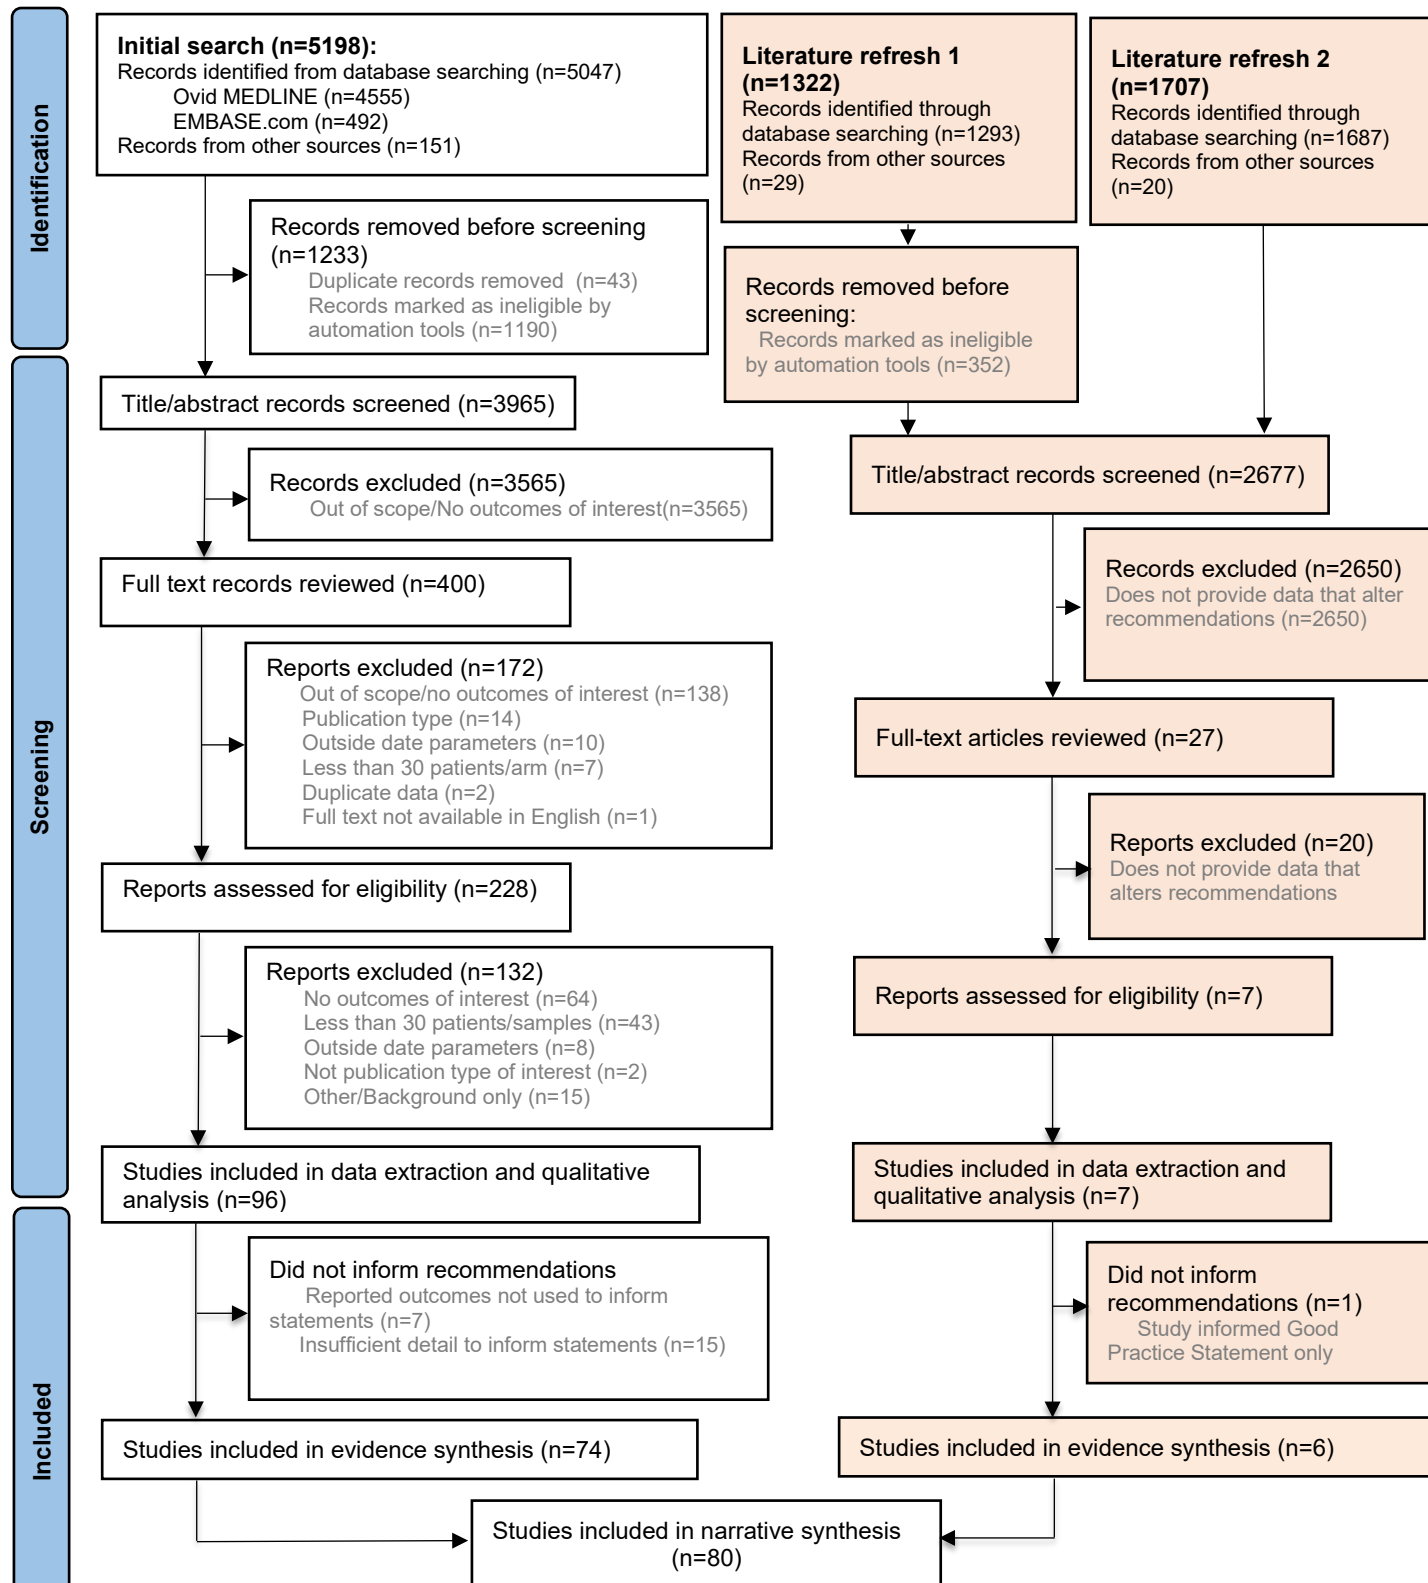 Identification
Initial search (n=5198):
Records identified from database searching (n=5047)
Ovid MEDLINE (n=4555)
EMBASE.com (n=492)
Records from other sources (n=151)
Literature refresh 1
(n=1322)
Records identified through
database searching (n=1293)
Records from other sources
(n=29)
Literature refresh 2
(n=1707)
Records identified through
database searching (n=1687)
Records from other sources
(n=20)
Records removed before screening
(n=1233)
Duplicate records removed  (n=43)
Records marked as ineligible by
automation tools (n=1190)
Records removed before
screening:
Records marked as ineligible
by automation tools (n=352)
Screening
Title/abstract records screened (n=3965)
Records excluded (n=3565)
Out of scope/No outcomes of interest(n=3565)
Full text records reviewed (n=400)
Reports excluded (n=172)
Out of scope/no outcomes of interest (n=138)
Publication type (n=14)
Outside date parameters (n=10)
Less than 30 patients/arm (n=7)
Duplicate data (n=2)
Full text not available in English (n=1)
Reports assessed for eligibility (n=228)
Reports excluded (n=132)
No outcomes of interest (n=64)
Less than 30 patients/samples (n=43)
Outside date parameters (n=8)
Not publication type of interest (n=2)
Other/Background only (n=15)
Studies included in data extraction and qualitative
analysis (n=96)
Title/abstract records screened (n=2677)
Records excluded (n=2650)
Does not provide data that alter
recommendations (n=2650)
Full-text articles reviewed (n=27)
Reports excluded (n=20)
Does not provide data that
alters recommendations
Reports assessed for eligibility (n=7)
Studies included in data extraction and
qualitative analysis (n=7)
Included
Did not inform recommendations
Reported outcomes not used to inform
statements (n=7)
Insufficient detail to inform statements (n=15)
Studies included in evidence synthesis (n=74)
Did not inform
recommendations (n=1)
Study informed Good
Practice Statement only
Studies included in evidence synthesis (n=6)
Studies included in narrative synthesis
(n=80)